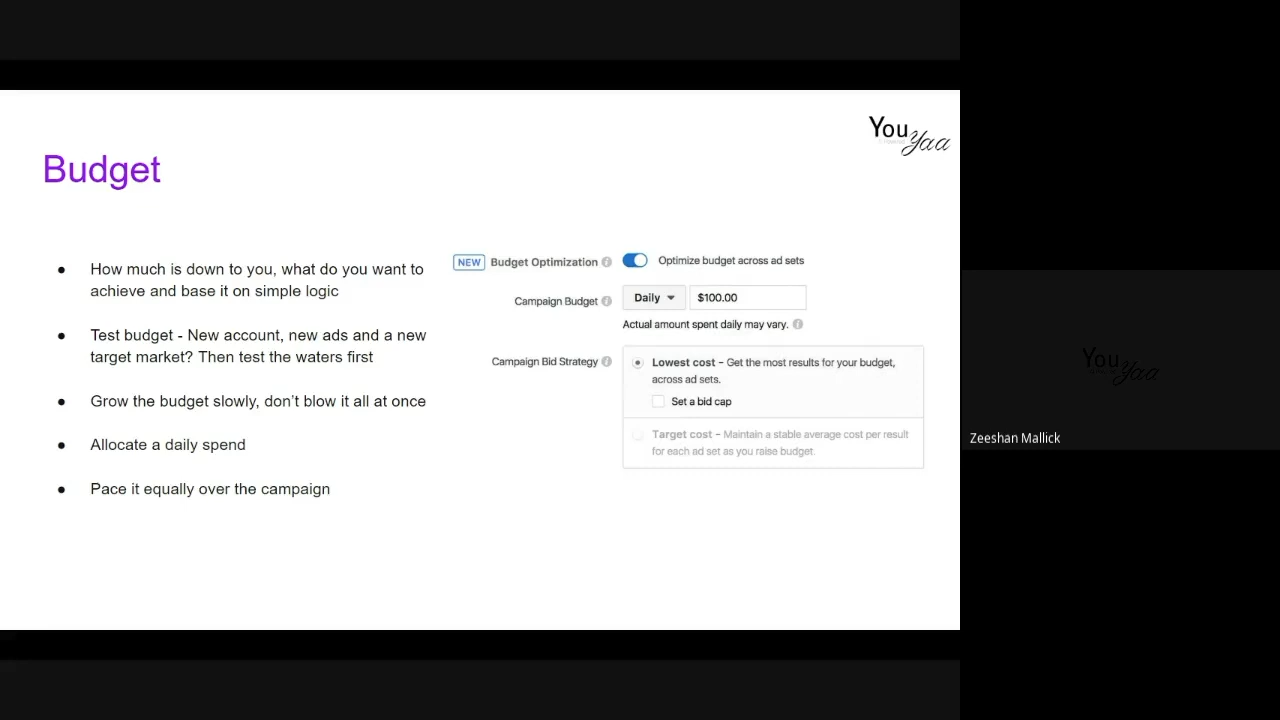 You
yaa
Budget
● How much is down to you, what do you want to
achieve and base it on simple logic
● Test budget - New account, new ads and a new
target market? Then test the waters first
● Grow the budget slowly, don’t blow it all at once
● Allocate a daily spend
● Pace it equally over the campaign
NEW Budget Optimization Optimize budget across ad sets
Campaign Budget Daily $100.00
Actual amount spent daily may vary.
Campaign Bid Strategy Lowest cost – Get the most results for your budget,
across ad sets.
Set a bid cap
Target cost – Maintain a stable average cost per result
for each ad set as you raise budget.
You
yaa
Zeeshan Mallick